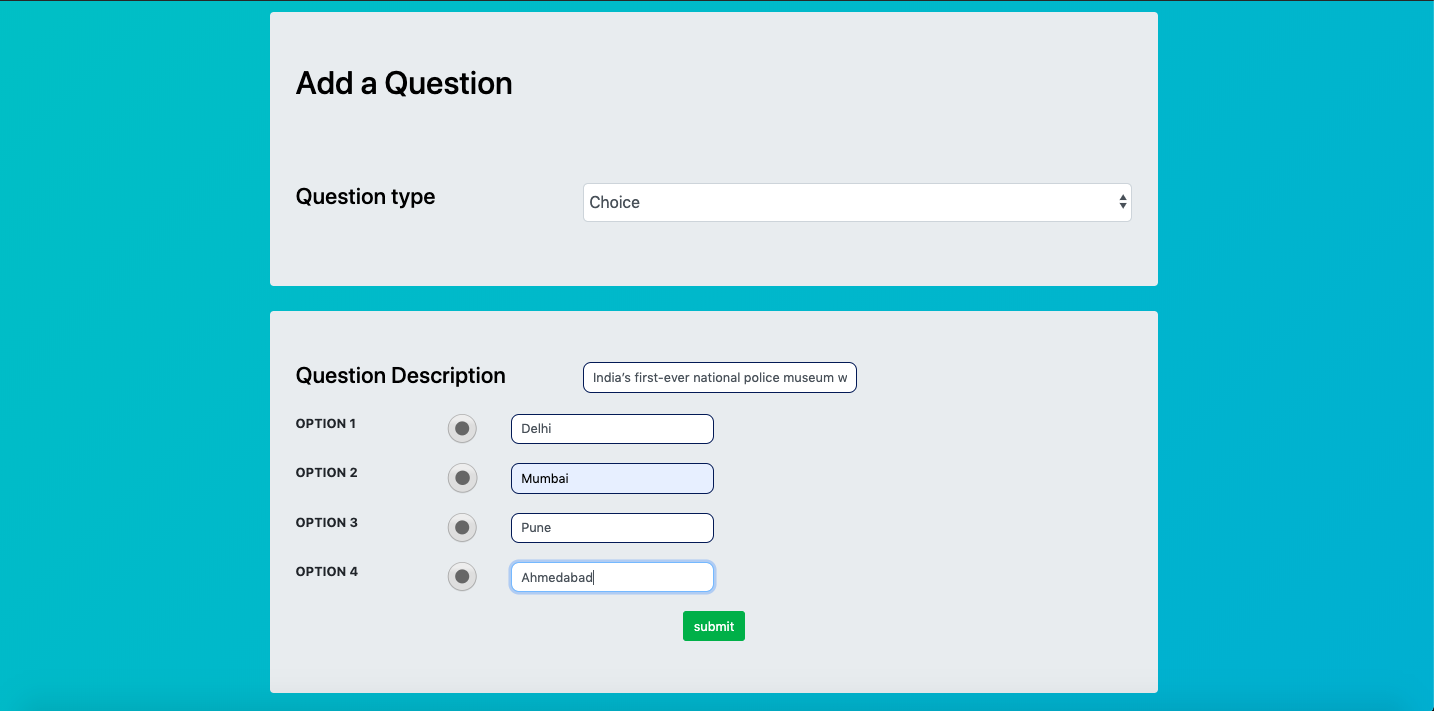 Add a Question
Question type
Choice
Question Description
India’s first-ever national police museum w
OPTION 1
Delhi
OPTION 2
Mumbai
OPTION 3
Pune
OPTION 4
Ahmedabad
submit